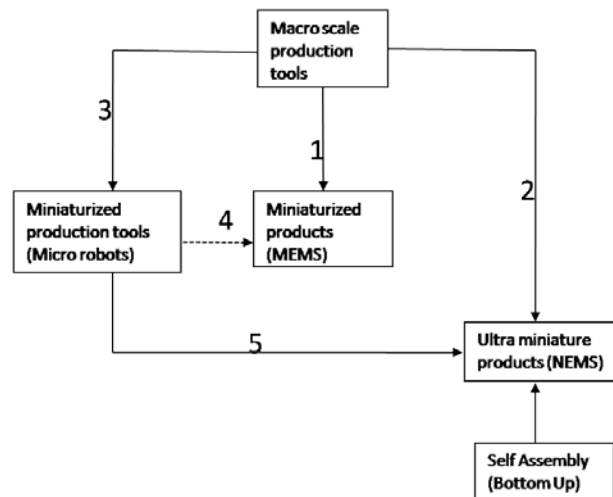 Macro scale
production
tools
3
1
2
Miniaturized
production tools
(Micro robots)
4
Miniaturized
products
(MEMS)
5
Ultra miniature
products (NEMS)
Self Assembly
(Bottom Up)